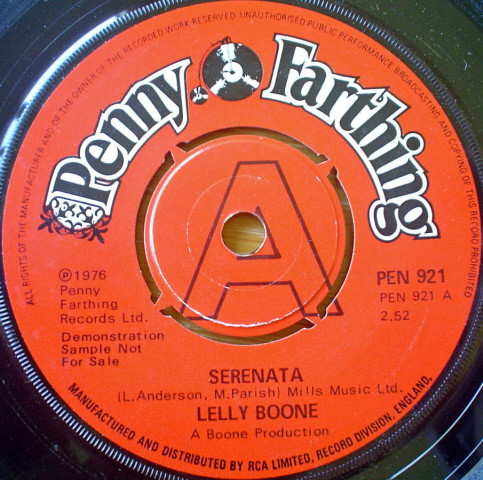 ALL RIGHTS OF THE MANUFACTURER AND OF THE OWNER OF THE RECORDED WORK RESERVED UNAUTHORISED PUBLIC PERFORMANCE BROADCASTING AND COPYING OF THIS RECORD PROHIBITED
Penny Farthing
A
℗1976
Penny
Farthing
Records Ltd.
Demonstration
Sample Not
For Sale
PEN 921
PEN 921 A
2.52
SERENATA
(L.Anderson, M.Parish) Mills Music Ltd.
LELLY BOONE
A Boone Production
MANUFACTURED AND DISTRIBUTED BY RCA LIMITED, RECORD DIVISION, ENGLAND.